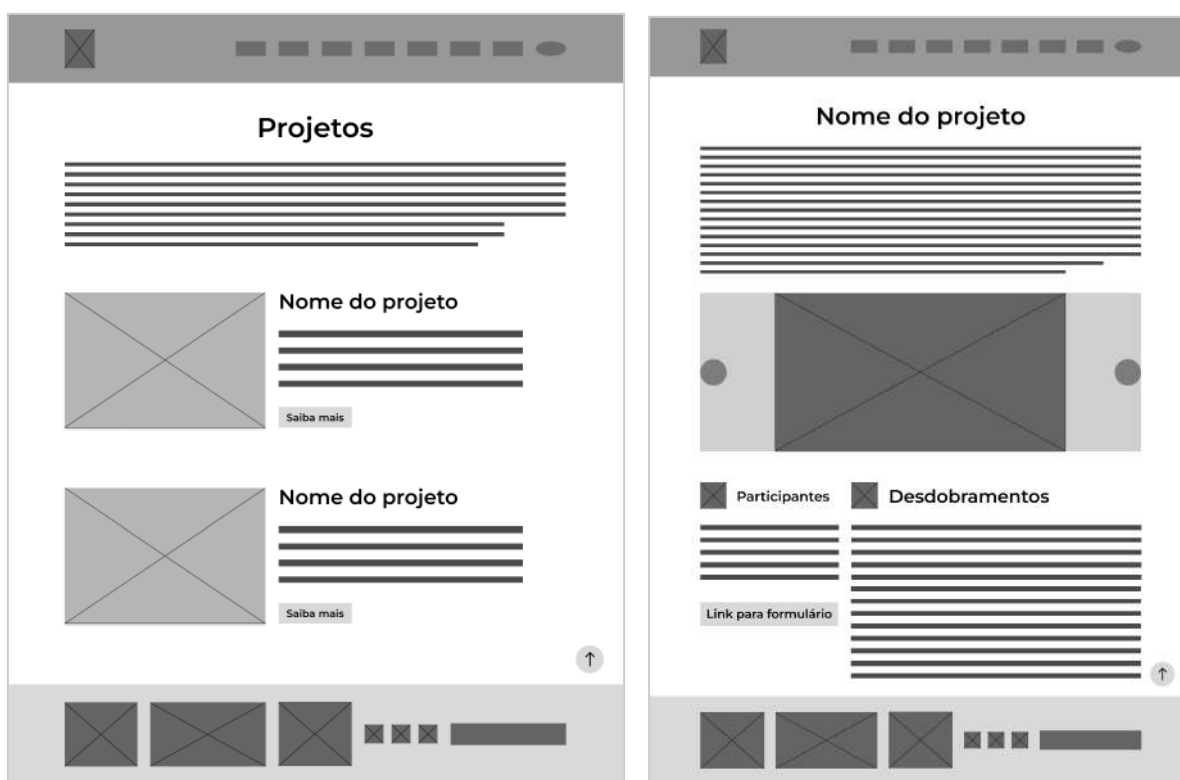 Projetos
Nome do projeto
Saiba mais
Nome do projeto
Saiba mais
Nome do projeto
Participantes
Desdobramentos
Link para formulário